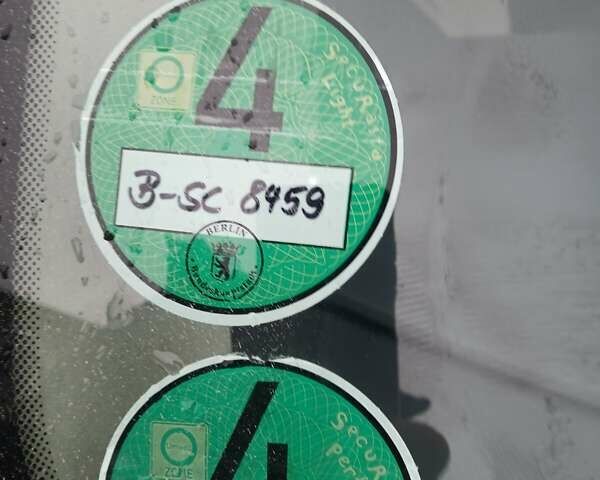 4
SecuRasta
Light
ZONE
B-SC 8459
BERLIN
4
SecuR
ZONE